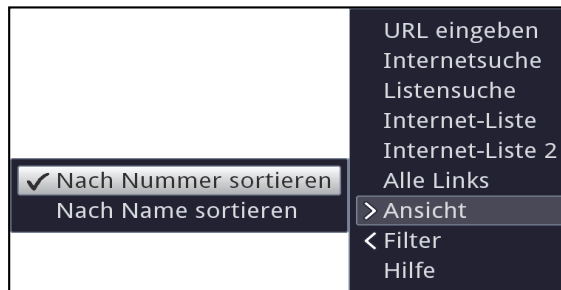 URL eingeben
Internetsuche
Listensuche
Internet-Liste
Internet-Liste 2
Alle Links
Ansicht
Filter
Hilfe
Nach Nummer sortieren
Nach Name sortieren